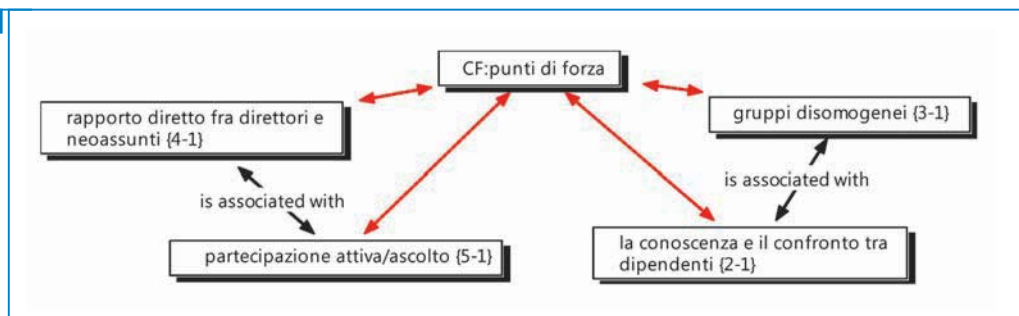 CF:punti di forza
rapporto diretto fra direttori e
neoassunti {4-1}
gruppi disomogenei {3-1}
is associated with
is associated with
partecipazione attiva/ascolto {5-1}
la conoscenza e il confronto tra
dipendenti {2-1}